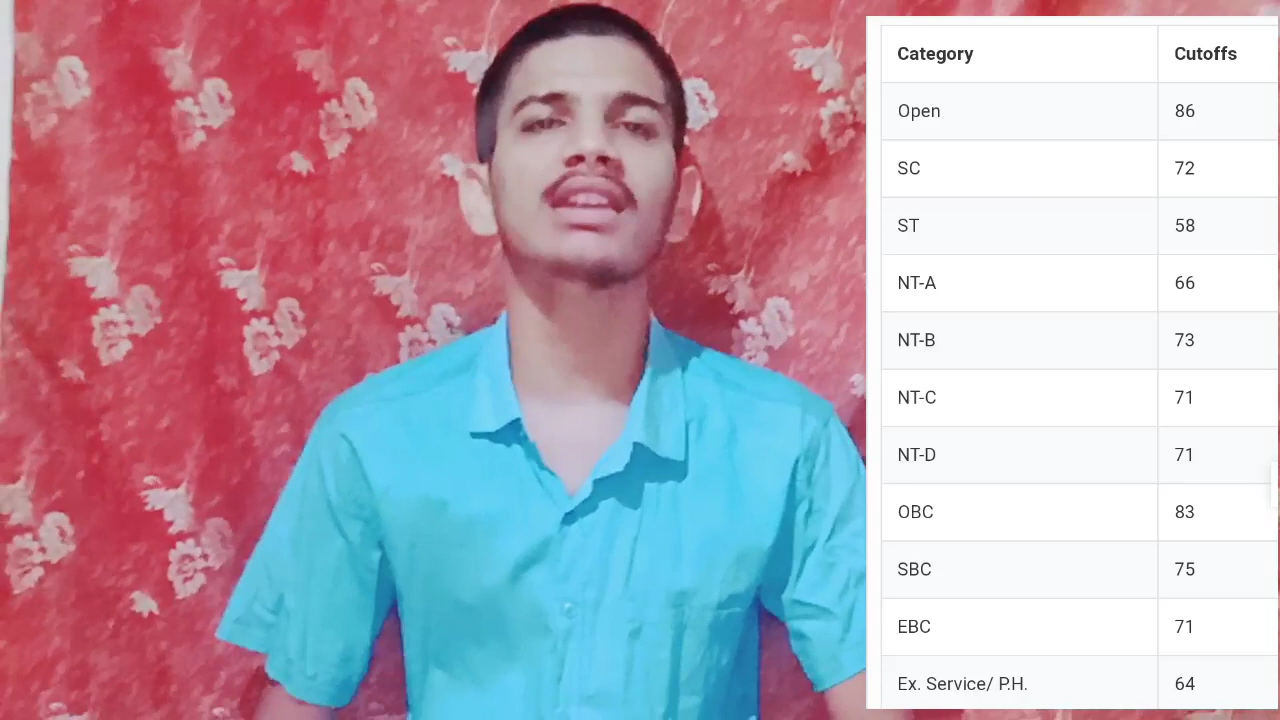 Category Cutoffs
Open 86
SC 72
ST 58
NT-A 66
NT-B 73
NT-C 71
NT-D 71
OBC 83
SBC 75
EBC 71
Ex. Service/ P.H. 64